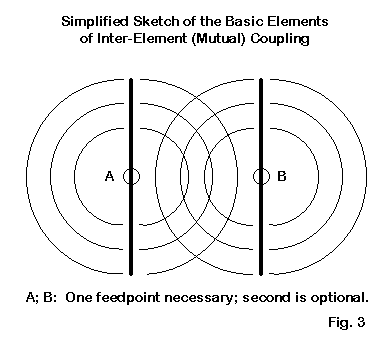 Simplified Sketch of the Basic Elements
of Inter-Element (Mutual) Coupling
A
B
A; B: One feedpoint necessary; second is optional.
Fig. 3